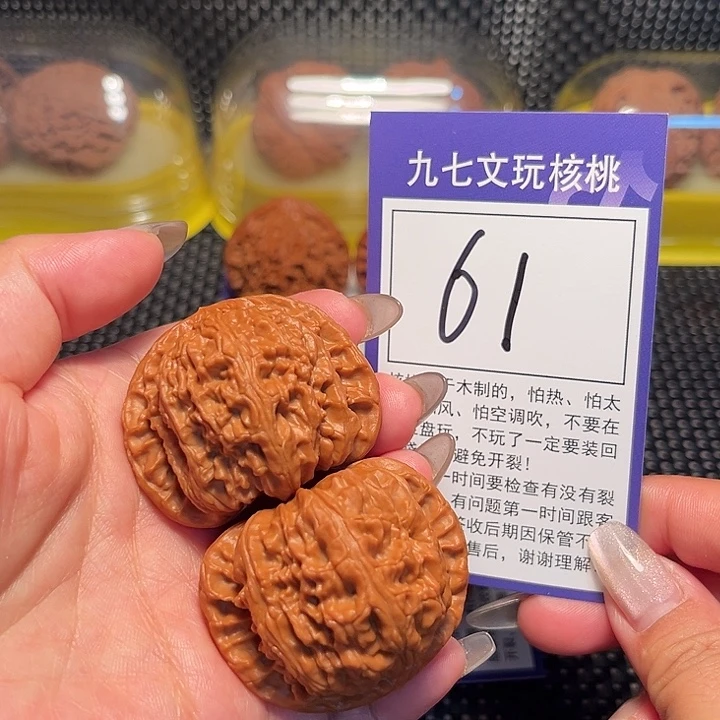 九七文玩核桃
61
木制的，怕热、怕太
风、怕空调吹，不要在
盘玩，不玩了一定要装回
避免开裂！
时间要检查有没有裂
有问题第一时间跟客
收后期因保管不
售后，谢谢理解